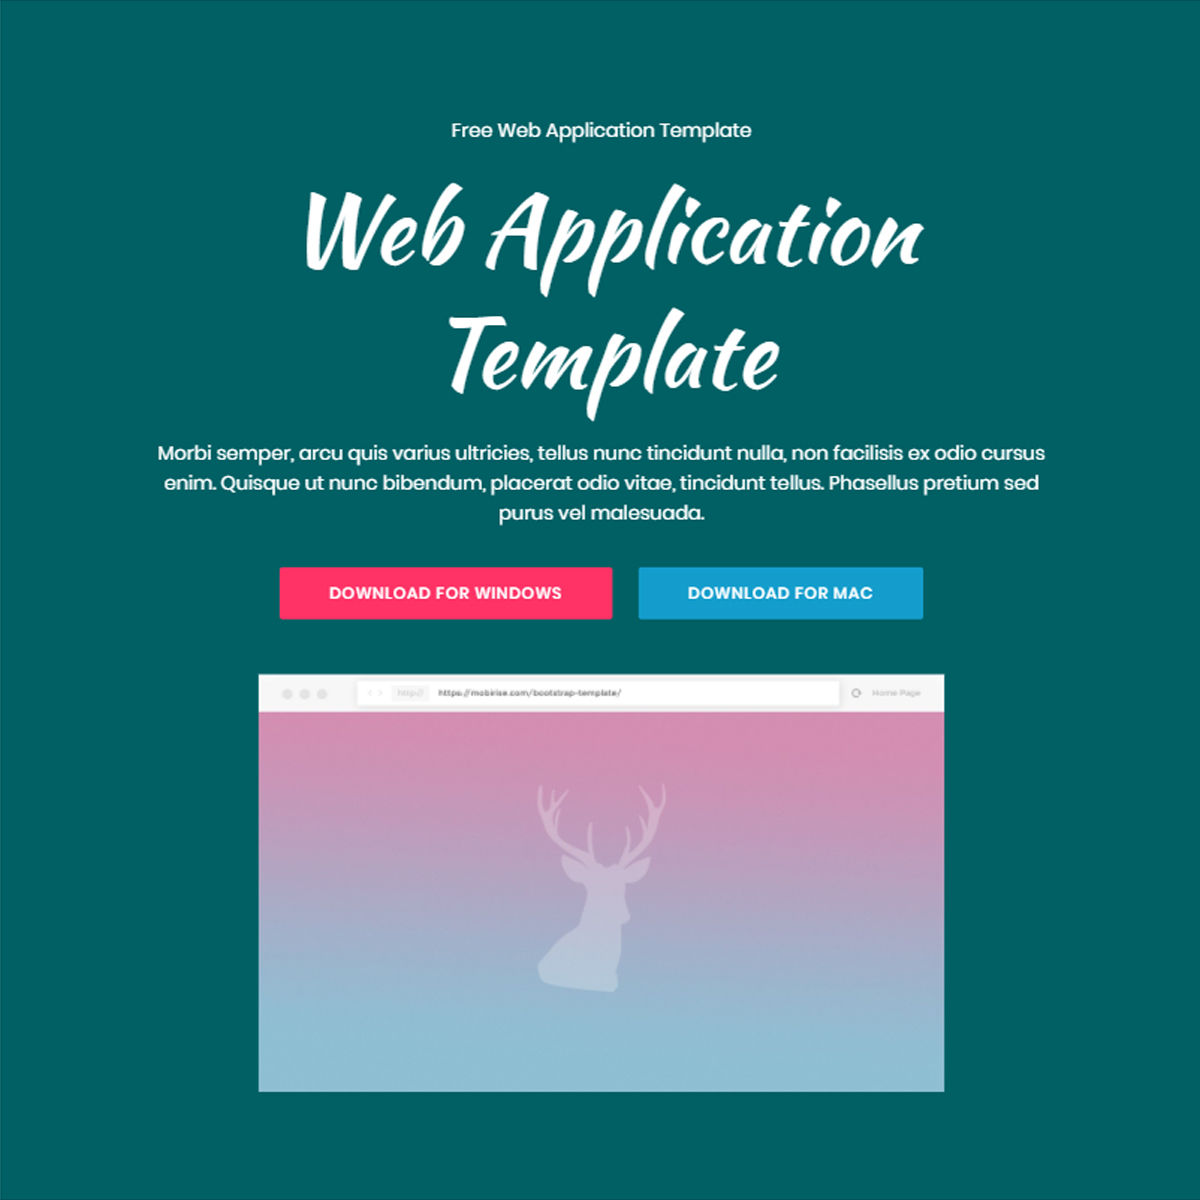 Free Web Application Template
Web Application
Template
Morbi semper, arcu quis varius ultricies, tellus nunc tincidunt nulla, non facilisis ex odio cursus
enim. Quisque ut nunc bibendum, placerat odio vitae, tincidunt tellus. Phasellus pretium sed
purus vel malesuada.
DOWNLOAD FOR WINDOWS DOWNLOAD FOR MAC
http:// https://mobirise.com/bootstrap-template/ Home Page